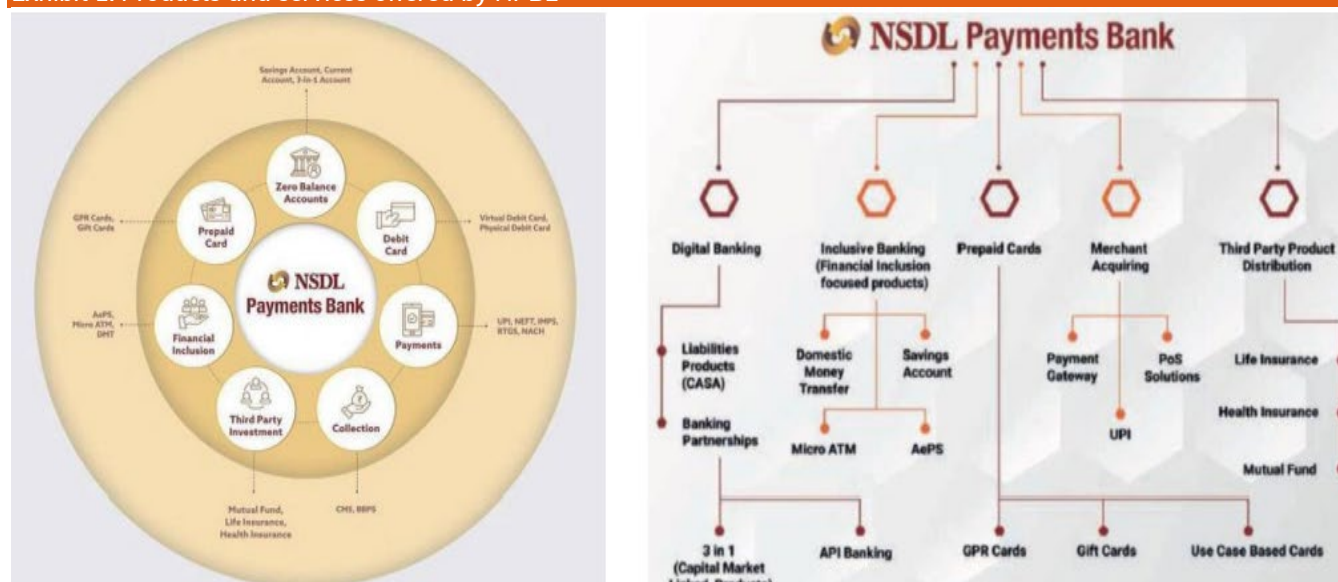 Savings Account, Current
Account, 3-in-1 Account
Zero Balance
Accounts
Prepaid
Card
GPR Cards,
Gift Cards
Debit
Card
Virtual Debit Card,
Physical Debit Card
NSDL
Payments Bank
AePS,
Micro ATM,
DMT
Financial
Inclusion
Payments
UPI, NEFT, IMPS,
RTGS, NACH
Third Party
Investment
Collection
Mutual Fund,
Life Insurance,
Health Insurance
CMS, BBPS
NSDL Payments Bank
Digital Banking
Inclusive Banking
(Financial Inclusion
focused products)
Prepaid Cards
Merchant
Acquiring
Third Party Product
Distribution
Liabilities
Products
(CASA)
Banking
Partnerships
Domestic
Money
Transfer
Savings
Account
Micro ATM
AePS
Payment
Gateway
PoS
Solutions
UPI
Life Insurance
Health Insurance
Mutual Fund
3 in 1
(Capital Market
API Banking
GPR Cards
Gift Cards
Use Case Based Cards